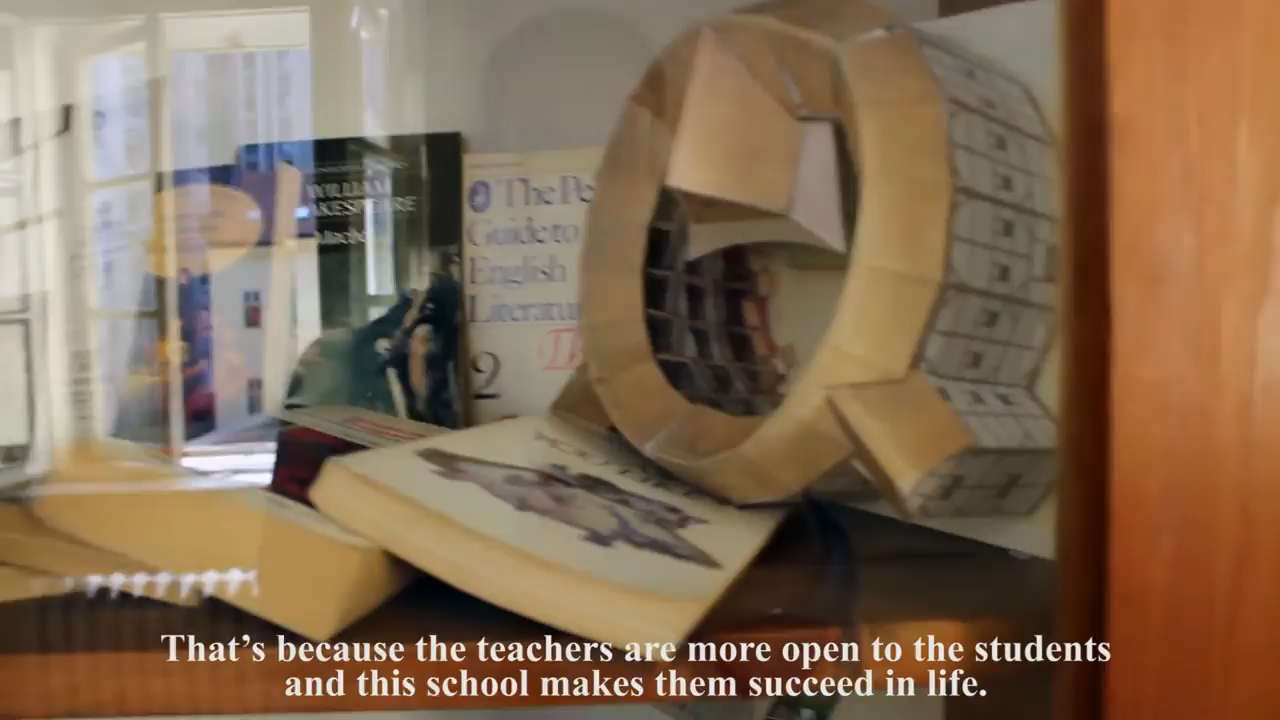 WILLIAM
The Pe
Guide to
English
Literatu
2
That's because the teachers are more open to the students
and this school makes them succeed in life.